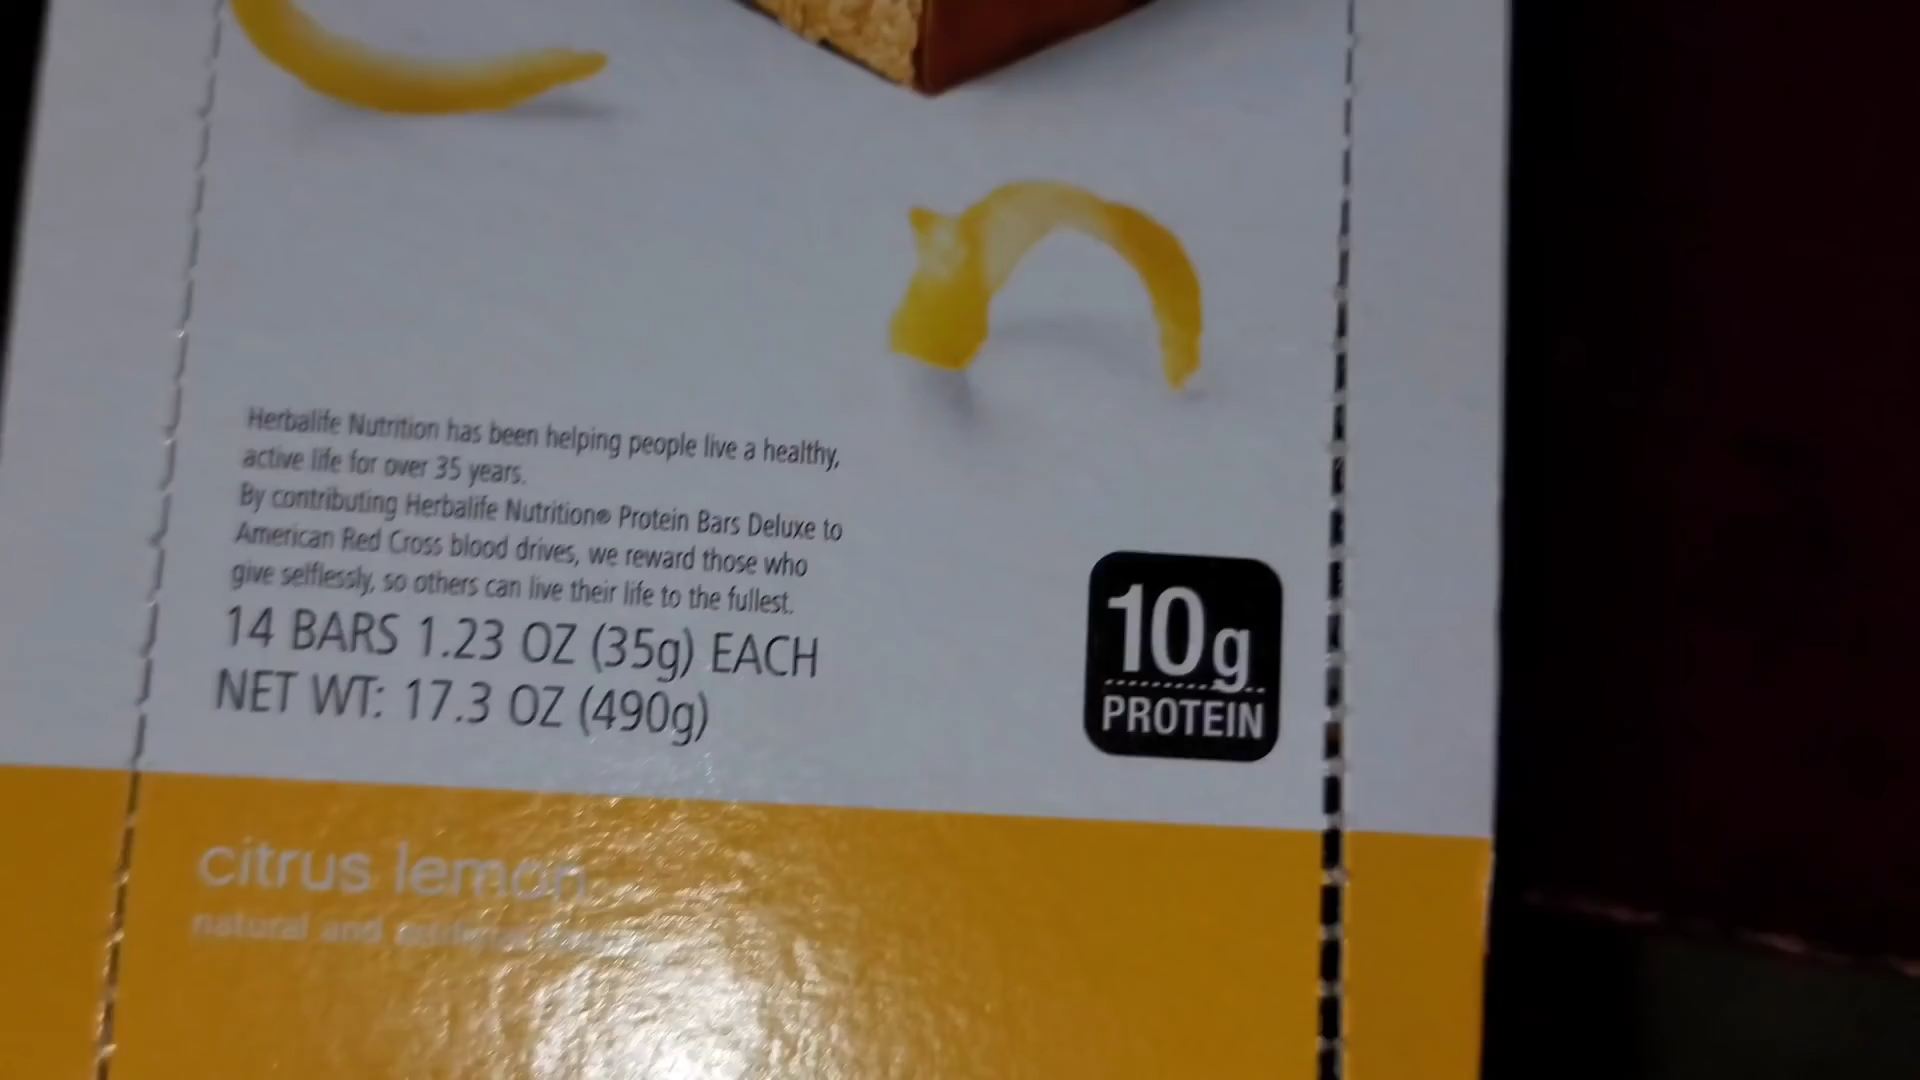 Herbalife Nutrition has been helping people live a healthy,
active life for over 35 years.
By contributing Herbalife Nutrition® Protein Bars Deluxe to
American Red Cross blood drives, we reward those who
give selflessly, so others can live their life to the fullest.
14 BARS 1.23 OZ (35g) EACH
NET WT: 17.3 OZ (490g)
10g
PROTEIN
citrus lemon
natural and